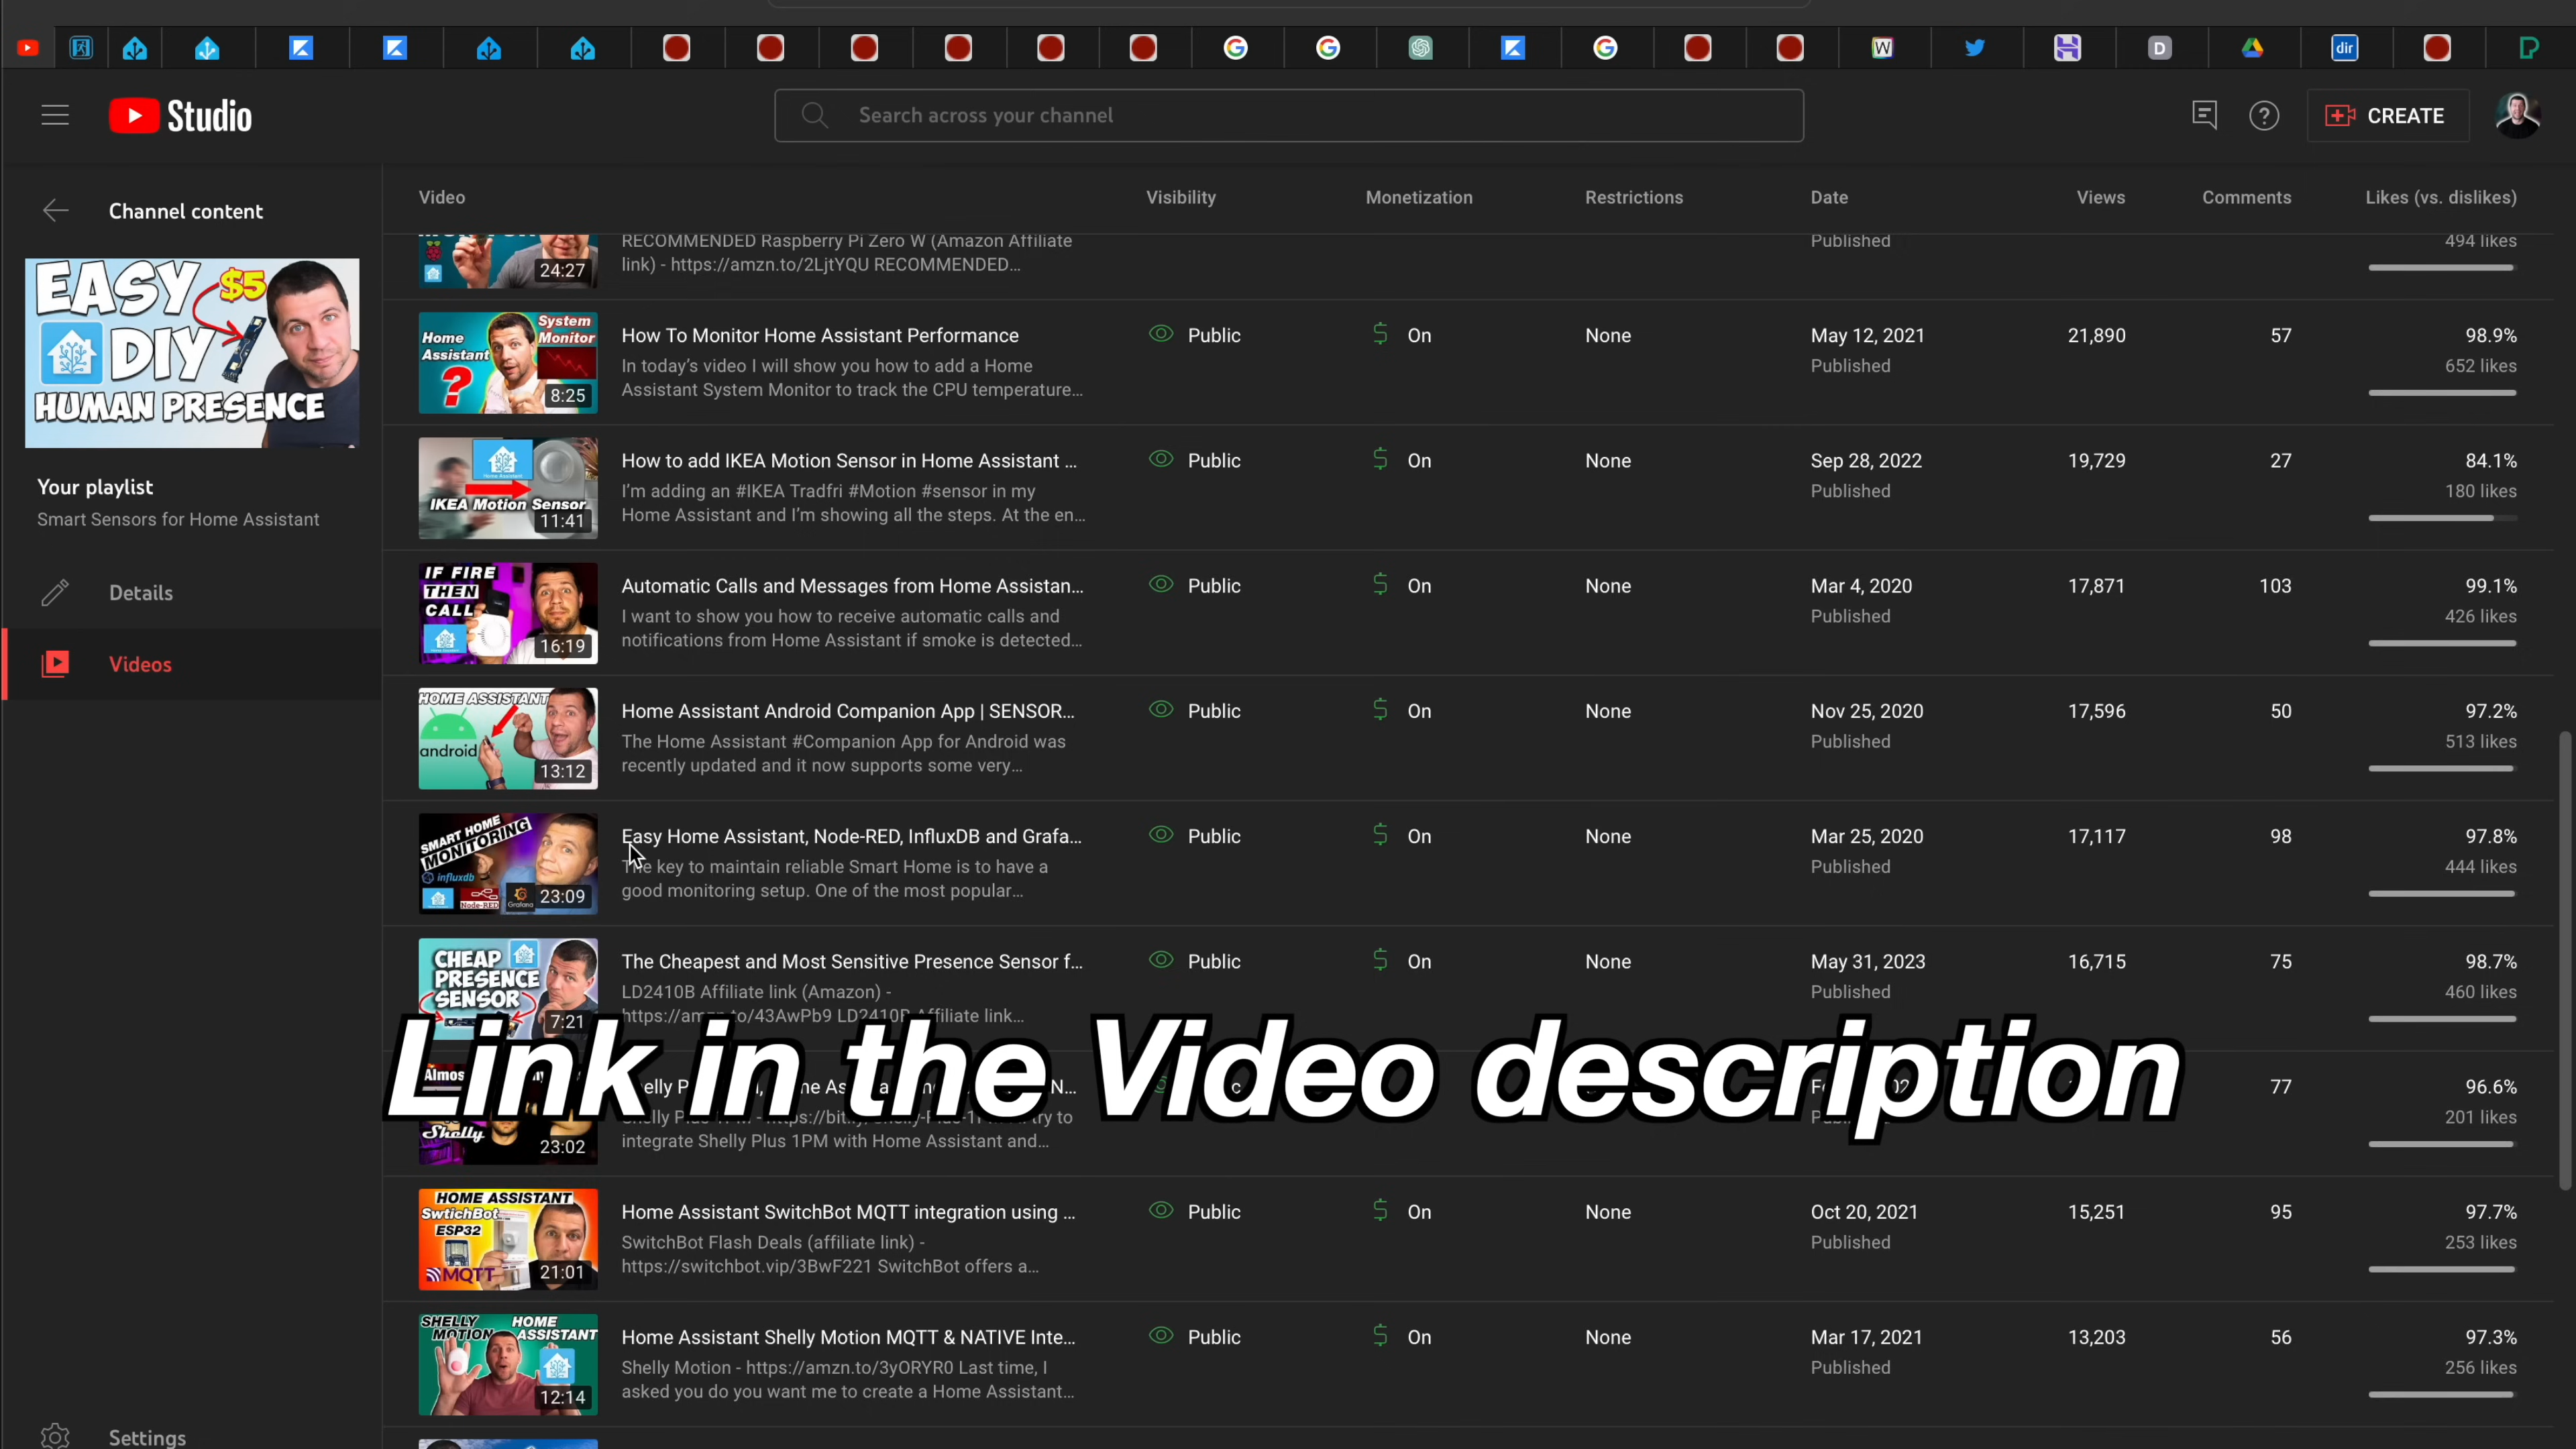 Studio
Search across your channel
CREATE
Channel content
EASY $5
DIY
HUMAN PRESENCE
Your playlist
Smart Sensors for Home Assistant
Details
Videos
Settings
Video Visibility Monetization Restrictions Date Views Comments Likes (vs. dislikes)
24:27
RECOMMENDED Raspberry Pi Zero W (Amazon Affiliate
link) - https://amzn.to/2LjtYQU RECOMMENDED...
Published
494 likes
Home Assistant ? System Monitor 8:25
How To Monitor Home Assistant Performance
In today's video I will show you how to add a Home
Assistant System Monitor to track the CPU temperature...
Public On None May 12, 2021 21,890 57 98.9%
Published 652 likes
IKEA Motion Sensor 11:41
How to add IKEA Motion Sensor in Home Assistant ...
I'm adding an #IKEA Tradfri #Motion #sensor in my
Home Assistant and I'm showing all the steps. At the en...
Public On None Sep 28, 2022 19,729 27 84.1%
Published 180 likes
IF FIRE THEN CALL 16:19
Automatic Calls and Messages from Home Assistan...
I want to show you how to receive automatic calls and
notifications from Home Assistant if smoke is detected...
Public On None Mar 4, 2020 17,871 103 99.1%
Published 426 likes
HOME ASSISTANT android 13:12
Home Assistant Android Companion App | SENSOR...
The Home Assistant #Companion App for Android was
recently updated and it now supports some very...
Public On None Nov 25, 2020 17,596 50 97.2%
Published 513 likes
SMART HOME MONITORING influxdb Node-RED Grafana 23:09
Easy Home Assistant, Node-RED, InfluxDB and Grafa...
The key to maintain reliable Smart Home is to have a
good monitoring setup. One of the most popular...
Public On None Mar 25, 2020 17,117 98 97.8%
Published 444 likes
CHEAP PRESENCE SENSOR 7:21
The Cheapest and Most Sensitive Presence Sensor f...
LD2410B Affiliate link (Amazon) -
https://amzn.to/43AwPb9 LD2410B Affiliate link...
Public On None May 31, 2023 16,715 75 98.7%
Published 460 likes
Link in the Video description
Shelly 23:02
integrate Shelly Plus 1PM with Home Assistant and...
77 96.6%
201 likes
HOME ASSISTANT SwtichBot ESP32 MQTT 21:01
Home Assistant SwitchBot MQTT integration using ...
SwitchBot Flash Deals (affiliate link) -
https://switchbot.vip/3BwF221 SwitchBot offers a...
Public On None Oct 20, 2021 15,251 95 97.7%
Published 253 likes
SHELLY MOTION HOME ASSISTANT 12:14
Home Assistant Shelly Motion MQTT & NATIVE Inte...
Shelly Motion - https://amzn.to/3yORYR0 Last time, I
asked you do you want me to create a Home Assistant...
Public On None Mar 17, 2021 13,203 56 97.3%
Published 256 likes